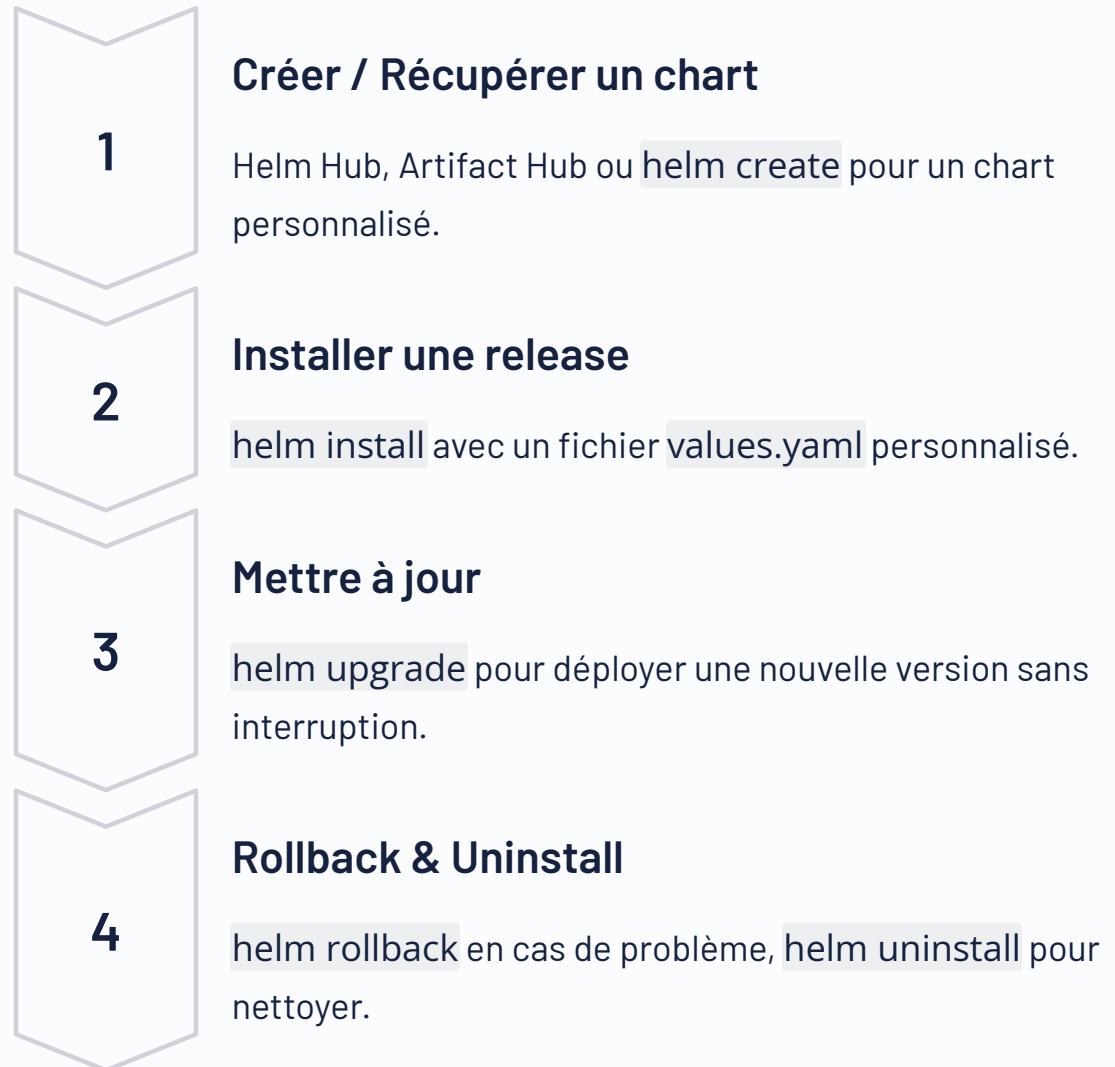 1
Créer / Récupérer un chart
Helm Hub, Artifact Hub ou helm create pour un chart
personnalisé.
2
Installer une release
helm install avec un fichier values.yaml personnalisé.
3
Mettre à jour
helm upgrade pour déployer une nouvelle version sans
interruption.
4
Rollback & Uninstall
helm rollback en cas de problème, helm uninstall pour
nettoyer.